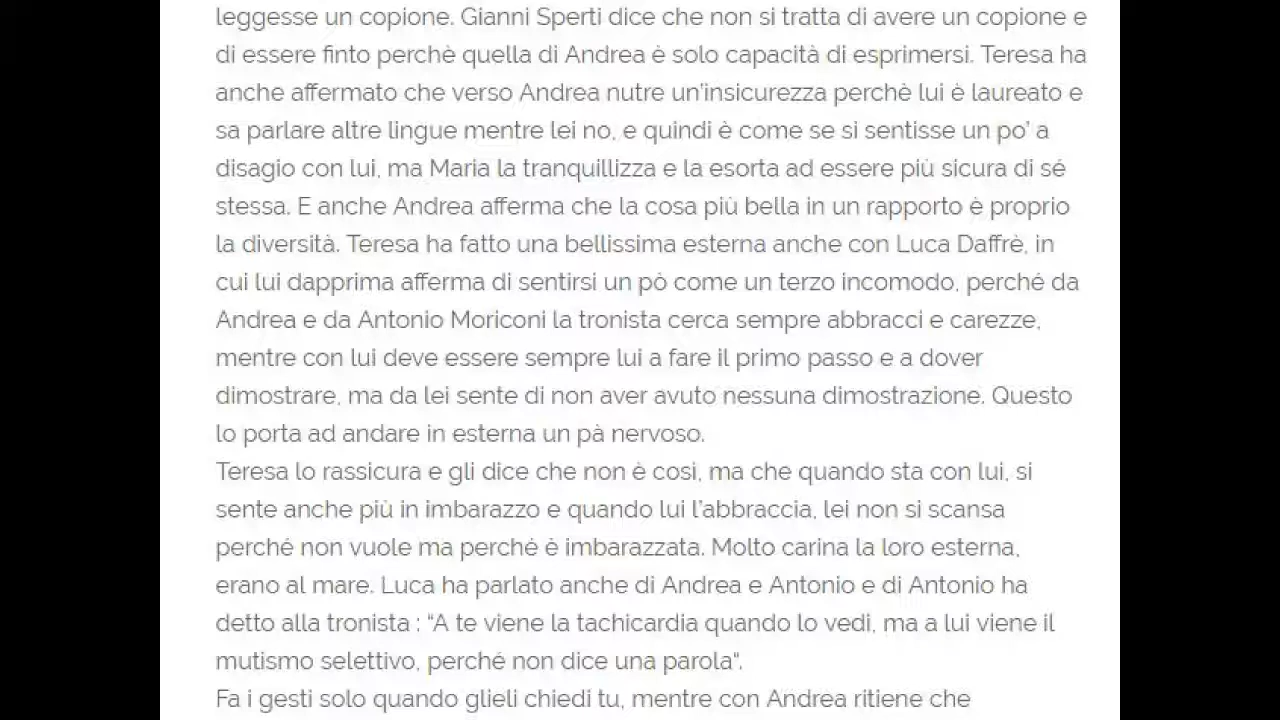 leggesse un copione. Gianni Sperti dice che non si tratta di avere un copione e
di essere finto perchè quella di Andrea è solo capacità di esprimersi. Teresa ha
anche affermato che verso Andrea nutre un'insicurezza perchè lui è laureato e
sa parlare altre lingue mentre lei no, e quindi è come se si sentisse un po' a
disagio con lui, ma Maria la tranquillizza e la esorta ad essere più sicura di sé
stessa. E anche Andrea afferma che la cosa più bella in un rapporto è proprio
la diversità. Teresa ha fatto una bellissima esterna anche con Luca Daffrè, in
cui lui dapprima afferma di sentirsi un pò come un terzo incomodo, perché da
Andrea e da Antonio Moriconi la tronista cerca sempre abbracci e carezze,
mentre con lui deve essere sempre lui a fare il primo passo e a dover
dimostrare, ma da lei sente di non aver avuto nessuna dimostrazione. Questo
lo porta ad andare in esterna un pà nervoso.
Teresa lo rassicura e gli dice che non è così, ma che quando sta con lui, si
sente anche più in imbarazzo e quando lui l'abbraccia, lei non si scansa
perché non vuole ma perché è imbarazzata. Molto carina la loro esterna,
erano al mare. Luca ha parlato anche di Andrea e Antonio e di Antonio ha
detto alla tronista : “A te viene la tachicardia quando lo vedi, ma a lui viene il
mutismo selettivo, perché non dice una parola“.
Fa i gesti solo quando glieli chiedi tu, mentre con Andrea ritiene che